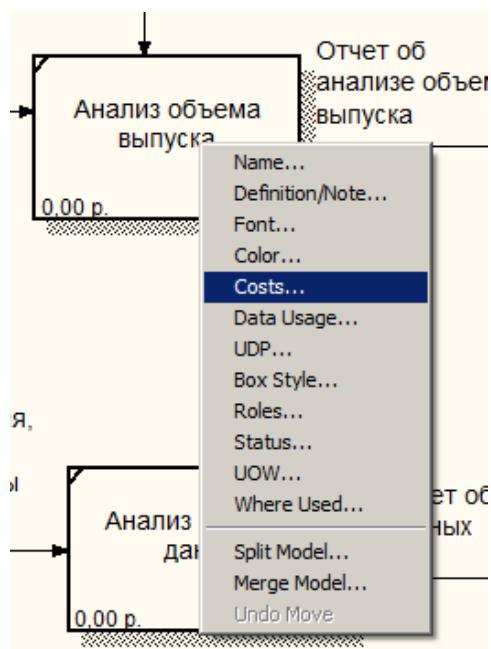 Отчет об
анализе объем
выпуска
Анализ объема
выпуска
0,00 р.
Name...
Definition/Note...
Font...
Color...
Costs...
Data Usage...
UDP...
Box Style...
Roles...
Status...
UOW...
Where Used...
Split Model...
Merge Model...
Undo Move
я,
ы
Анализ
дан
0,00 р.
ет об
ных